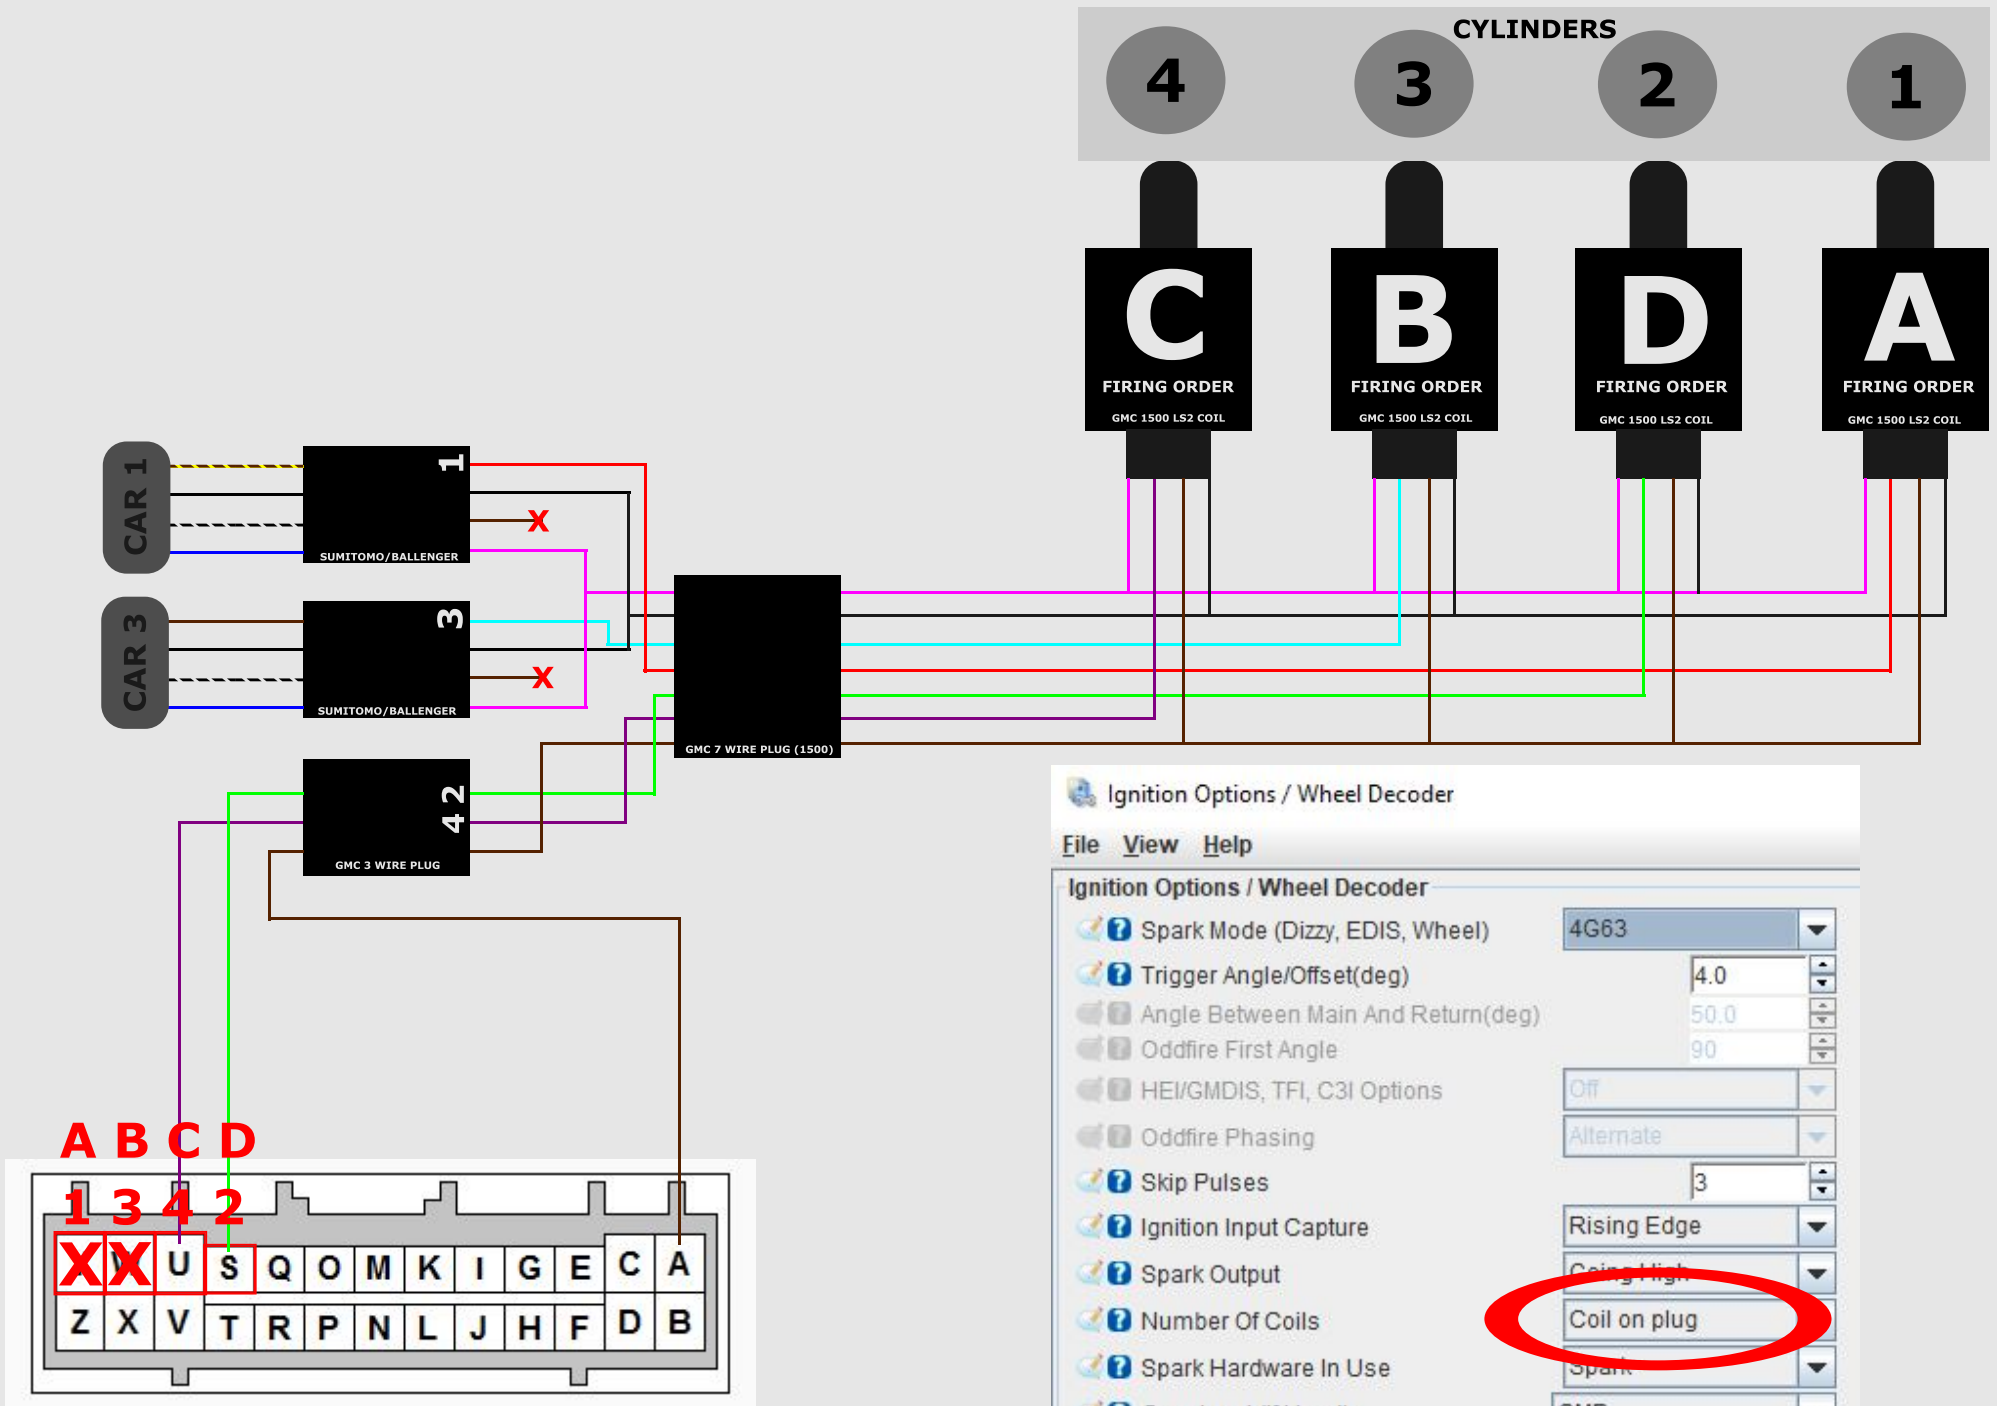 CYLINDERS
4 3 2 1
C B D A
FIRING ORDER FIRING ORDER FIRING ORDER FIRING ORDER
GMC 1500 LS2 COIL GMC 1500 LS2 COIL GMC 1500 LS2 COIL GMC 1500 LS2 COIL
CAR 1
1
X
SUMITOMO/BALLENGER
CAR 3
3
X
SUMITOMO/BALLENGER
GMC 7 WIRE PLUG (1500)
4 2
GMC 3 WIRE PLUG
A B C D
1 3 4 2
X X U S Q O M K I G E C A
Z X V T R P N L J H F D B
Ignition Options / Wheel Decoder
File View Help
Ignition Options / Wheel Decoder
Spark Mode (Dizzy, EDIS, Wheel) 4G63
Trigger Angle/Offset(deg) 4.0
Angle Between Main And Return(deg) 50.0
Oddfire First Angle 90
HEI/GMDIS, TFI, C3I Options Off
Oddfire Phasing Alternate
Skip Pulses 3
Ignition Input Capture Rising Edge
Spark Output Going High
Number Of Coils Coil on plug
Spark Hardware In Use Spark